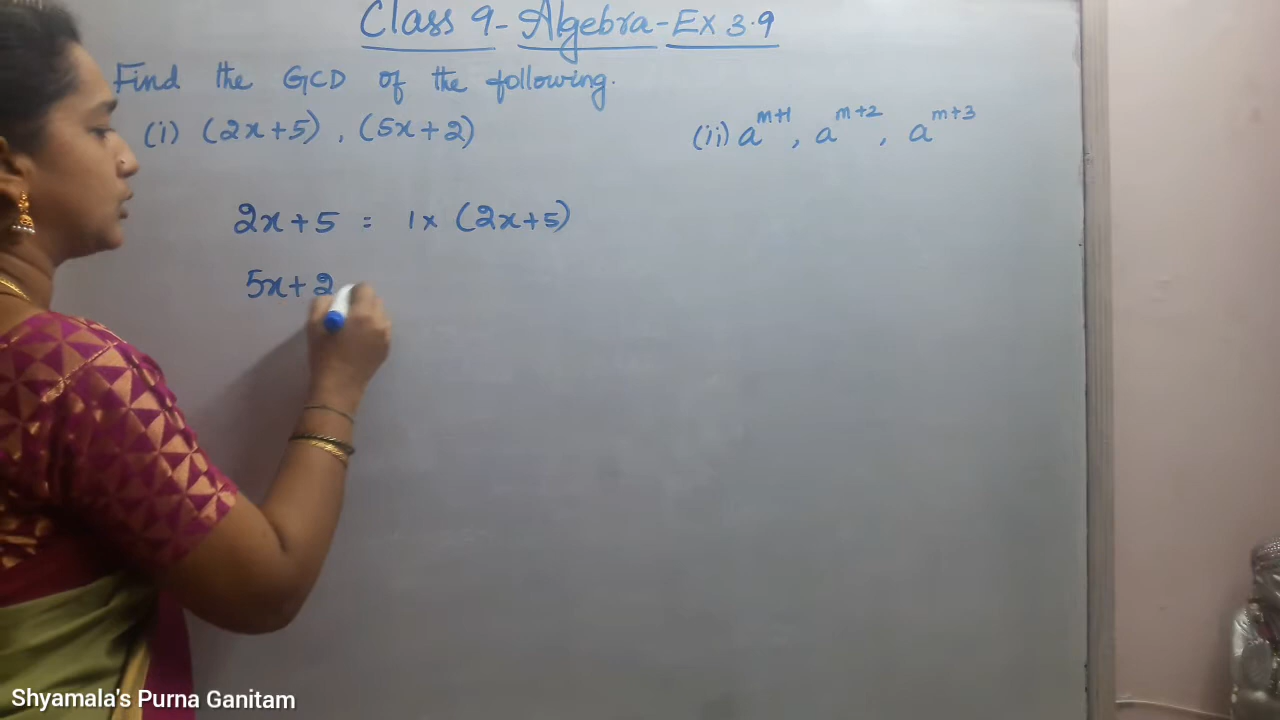 Class 9 - Algebra - Ex 3.9
Find the GCD of the following.
(i) (2x+5), (5x+2) (ii) a^{m+1}, a^{m+2}, a^{m+3}
2x+5 = 1× (2x+5)
5x+2
Shyamala's Purna Ganitam